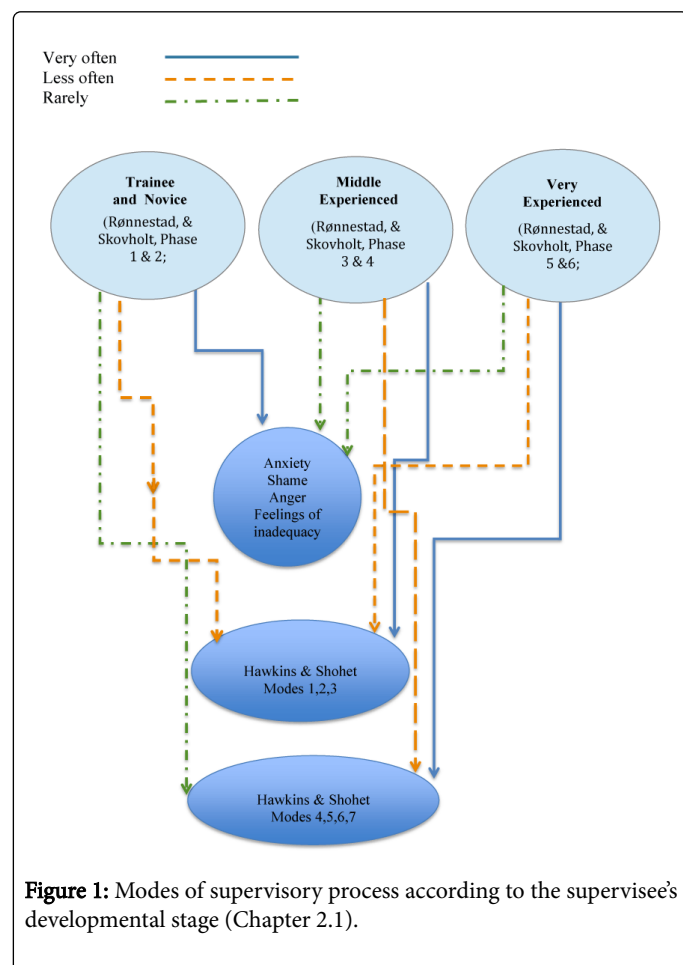 Very often
Less often
Rarely
Trainee
and Novice
(Rønnestad, &
Skovholt, Phase
1 & 2;
Middle
Experienced
(Rønnestad, &
Skovholt, Phase
3 & 4
Very
Experienced
(Rønnestad, &
Skovholt, Phase
5 &6;
Anxiety
Shame
Anger
Feelings of
inadequacy
Hawkins & Shohet
Modes 1,2,3
Hawkins & Shohet
Modes 4,5,6,7
Figure 1: Modes of supervisory process according to the supervisee's
developmental stage (Chapter 2.1).